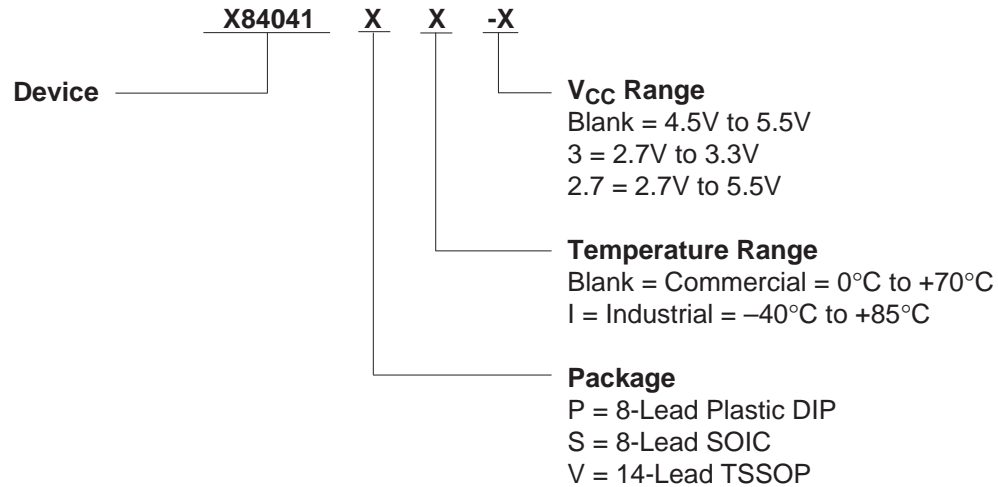 X84041 X X -X
Device
VCC Range
Blank = 4.5V to 5.5V
3 = 2.7V to 3.3V
2.7 = 2.7V to 5.5V
Temperature Range
Blank = Commercial = 0°C to +70°C
I = Industrial = –40°C to +85°C
Package
P = 8-Lead Plastic DIP
S = 8-Lead SOIC
V = 14-Lead TSSOP